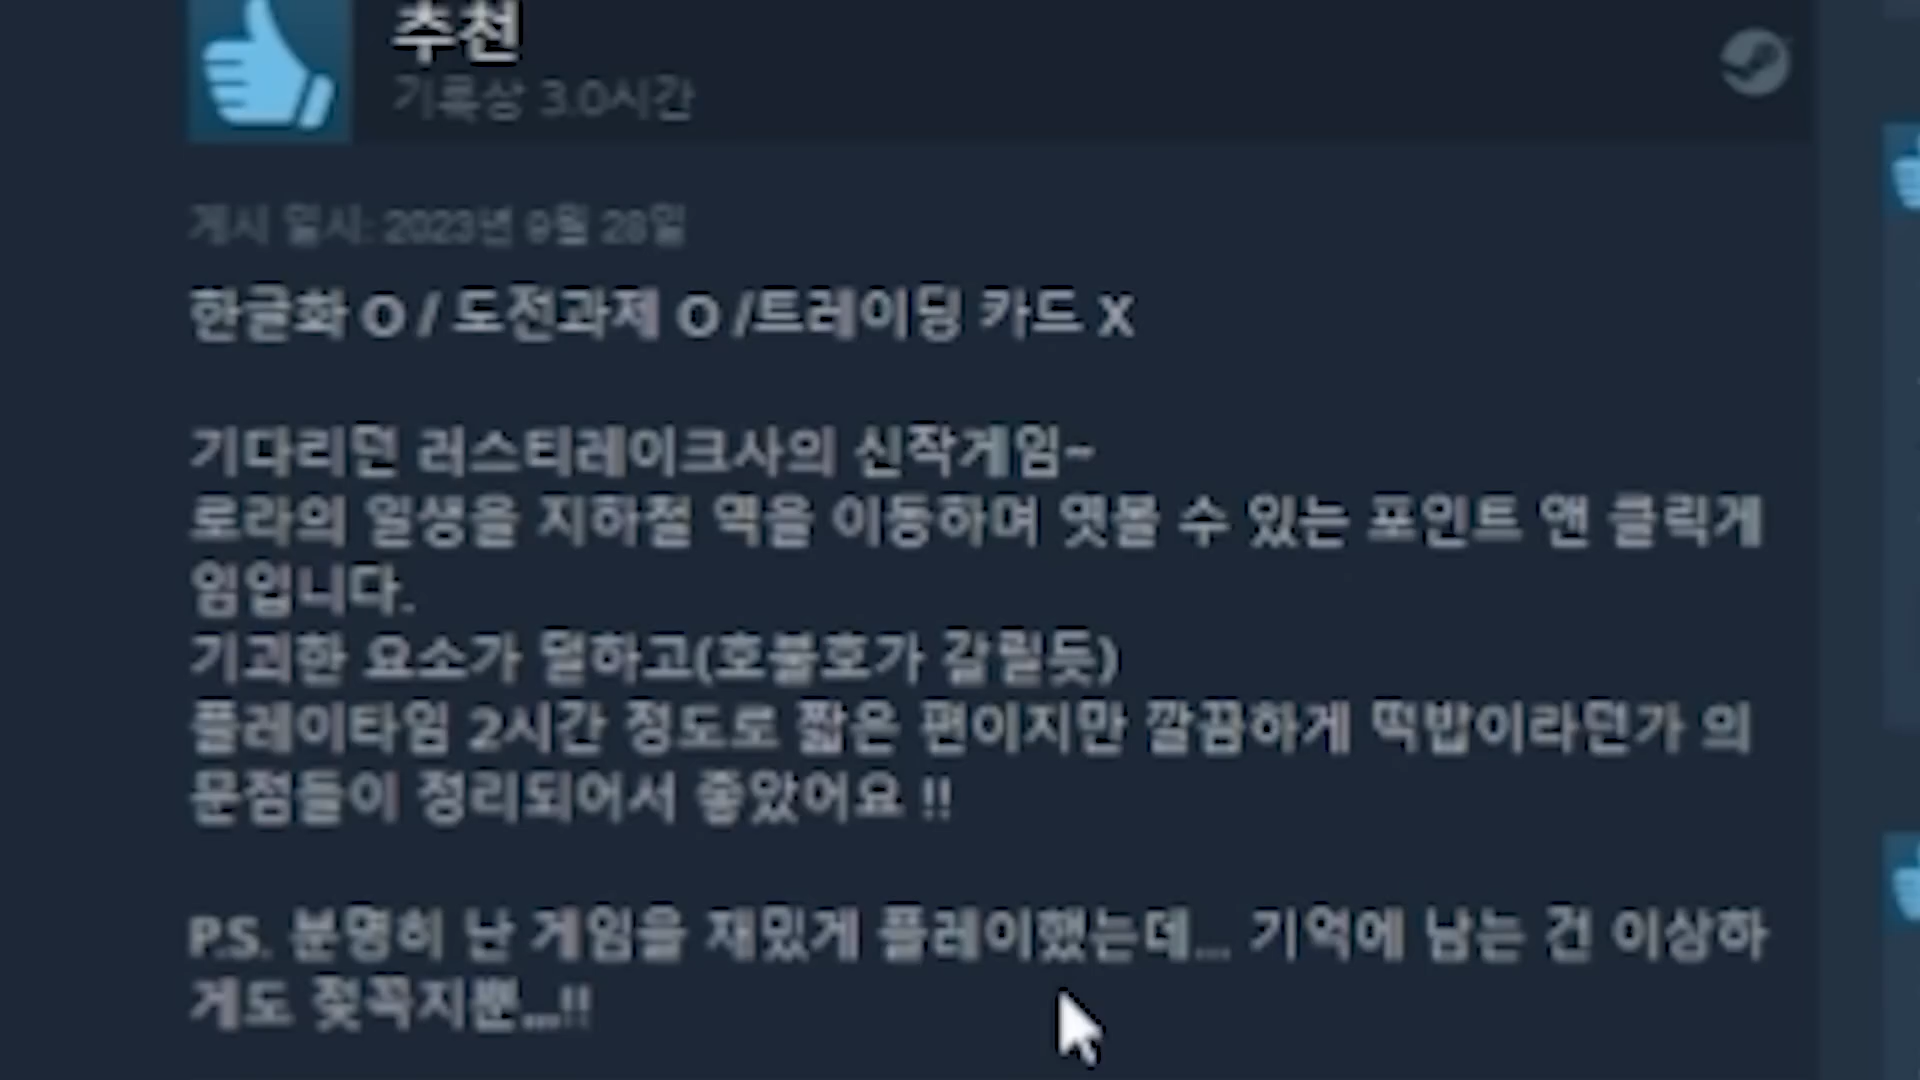 추천
기록상 3.0시간
게시 일시: 2023년 9월 28일
한글화 O / 도전과제 O /트레이딩 카드 X
기다리던 러스티레이크사의 신작게임~
로라의 일생을 지하철 역을 이동하며 엿볼 수 있는 포인트 앤 클릭게
임입니다.
기괴한 요소가 덜하고(호불호가 갈릴듯)
플레이타임 2시간 정도로 짧은 편이지만 깔끔하게 떡밥이라던가 의
문점들이 정리되어서 좋았어요 !!
P.S. 분명히 난 게임을 재밌게 플레이했는데... 기억에 남는 건 이상하
게도 젖꼭지뿐...!!